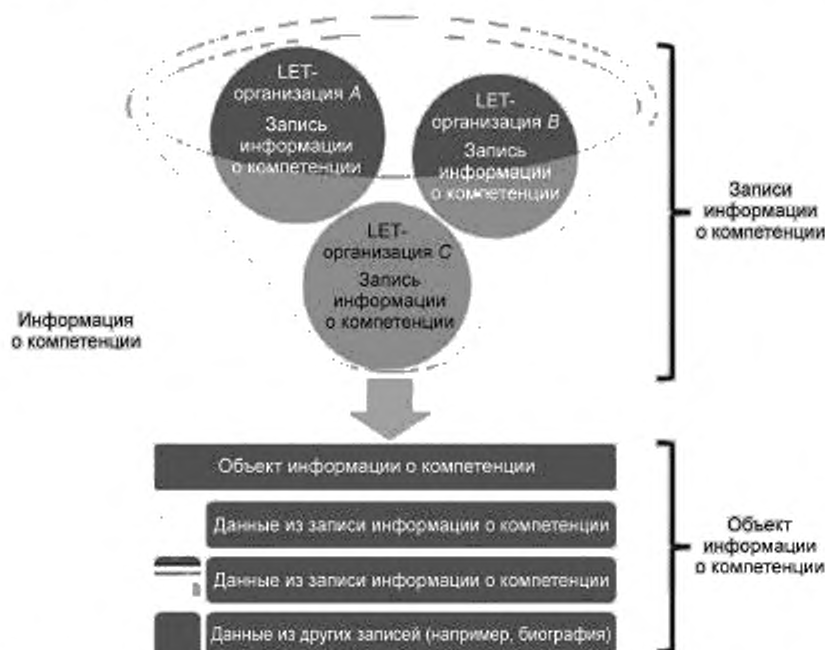 LET-
организация А
Запись
информации
о компетенции
LET-
организация В
Запись
информации
о компетенции
LET-
организация С
Запись
информации
о компетенции
Записи
информации
о компетенции
Информация
о компетенции
Объект информации о компетенции
Данные из записи информации о компетенции
Данные из записи информации о компетенции
Данные из других записей (например, биография)
Объект
информации
о компетенции